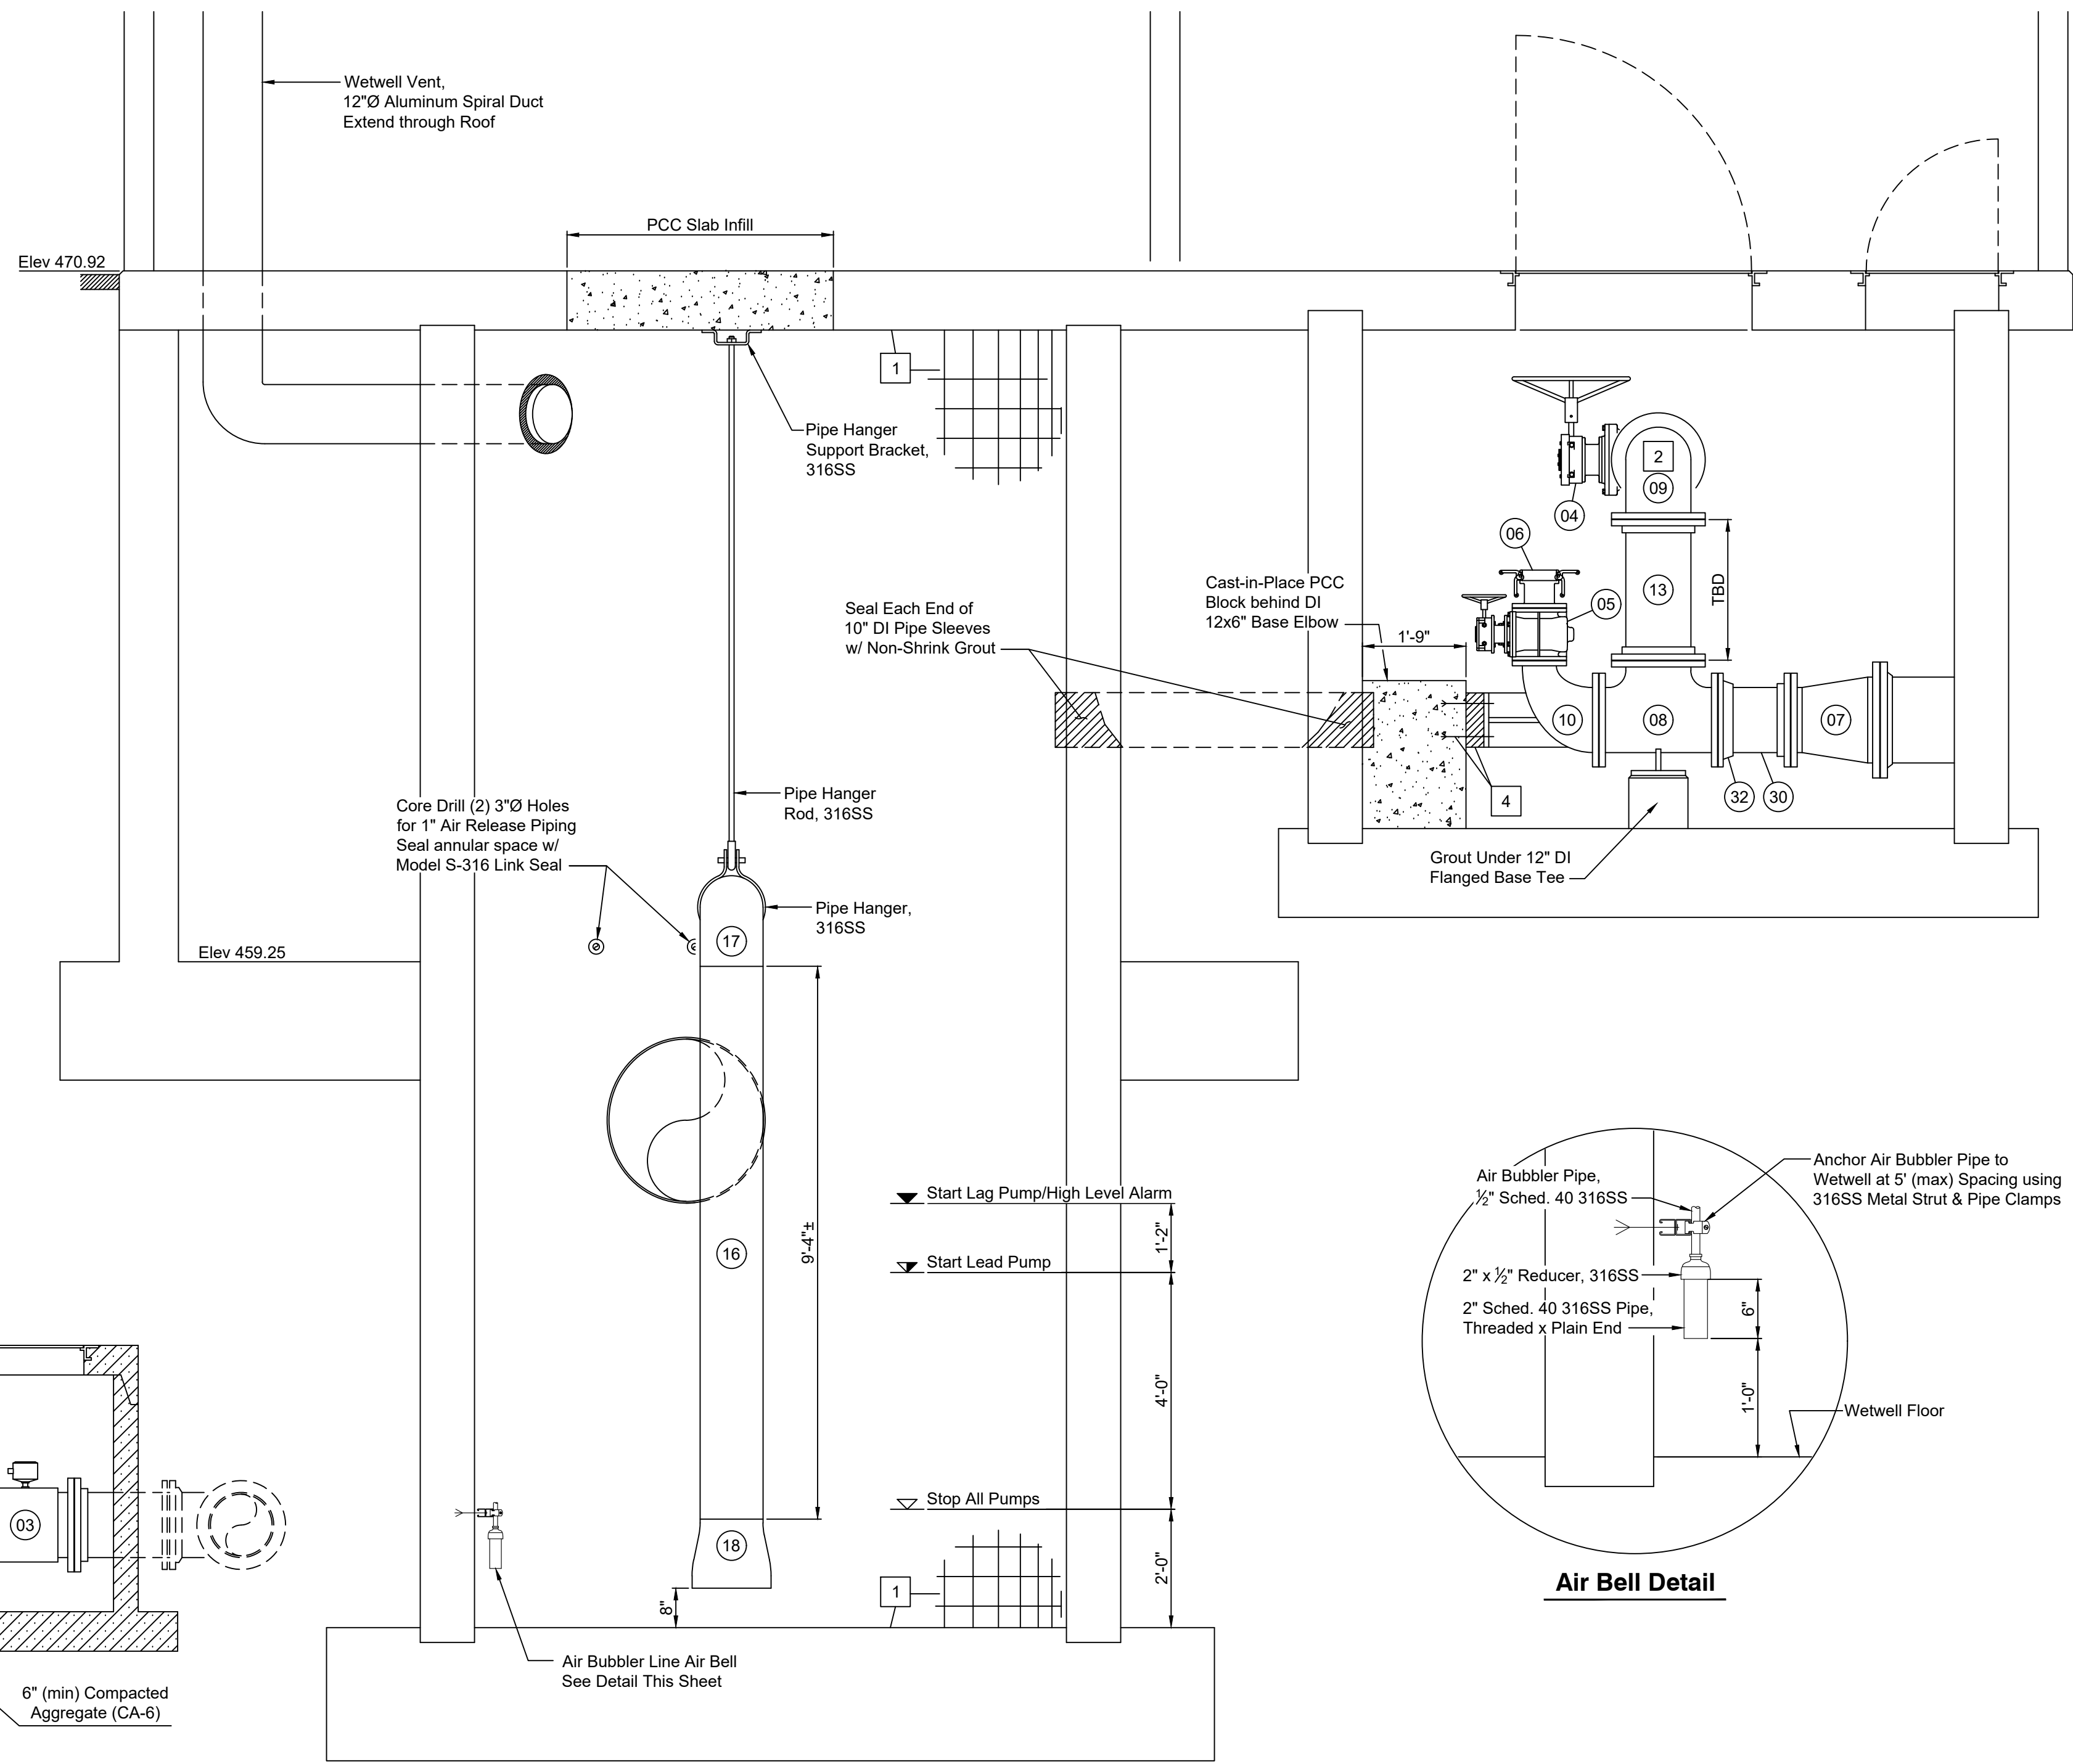 Wetwell Vent,
12"Ø Aluminum Spiral Duct
Extend through Roof
PCC Slab Infill
Elev 470.92
1
Pipe Hanger
Support Bracket,
316SS
2
09
04
06
Cast-in-Place PCC
Block behind DI
12x6" Base Elbow
1'-9"
05
13
TBD
Seal Each End of
10" DI Pipe Sleeves
w/ Non-Shrink Grout
10
08
07
4
32
30
Grout Under 12" DI
Flanged Base Tee
Pipe Hanger
Rod, 316SS
Core Drill (2) 3"Ø Holes
for 1" Air Release Piping
Seal annular space w/
Model S-316 Link Seal
Pipe Hanger,
316SS
17
Elev 459.25
9'-4"±
16
Start Lag Pump/High Level Alarm
1'-2"
Start Lead Pump
4'-0"
Stop All Pumps
2'-0"
18
8"
1
03
Air Bubbler Line Air Bell
See Detail This Sheet
6" (min) Compacted
Aggregate (CA-6)
Air Bubbler Pipe,
½" Sched. 40 316SS
Anchor Air Bubbler Pipe to
Wetwell at 5' (max) Spacing using
316SS Metal Strut & Pipe Clamps
2" x ½" Reducer, 316SS
2" Sched. 40 316SS Pipe,
Threaded x Plain End
6"
1'-0"
Wetwell Floor
Air Bell Detail